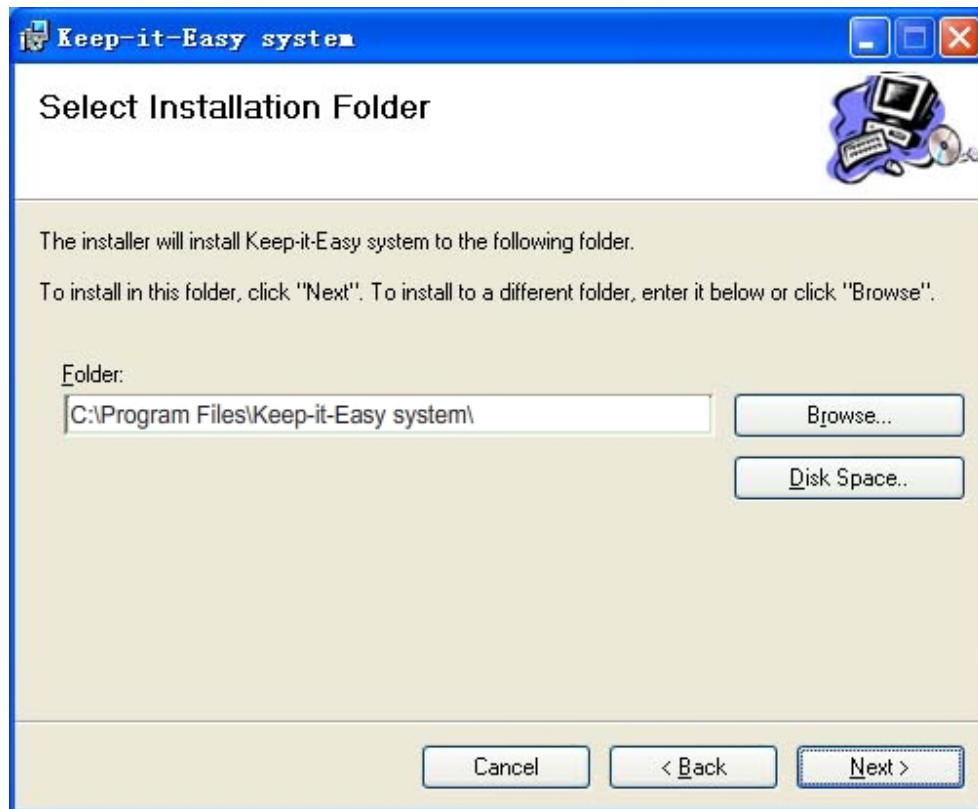 Keep-it-Easy system
Select Installation Folder
The installer will install Keep-it-Easy system to the following folder.
To install in this folder, click "Next". To install to a different folder, enter it below or click "Browse".
Folder:
C:\Program Files\Keep-it-Easy system\
Browse...
Disk Space..
Cancel
< Back
Next >